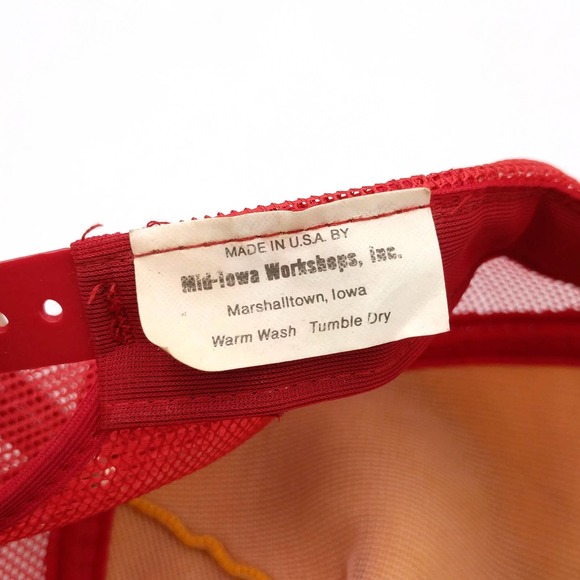 MADE IN U.S.A. BY
Mid-Iowa Workshops, Inc.
Marshalltown, Iowa
Warm Wash Tumble Dry